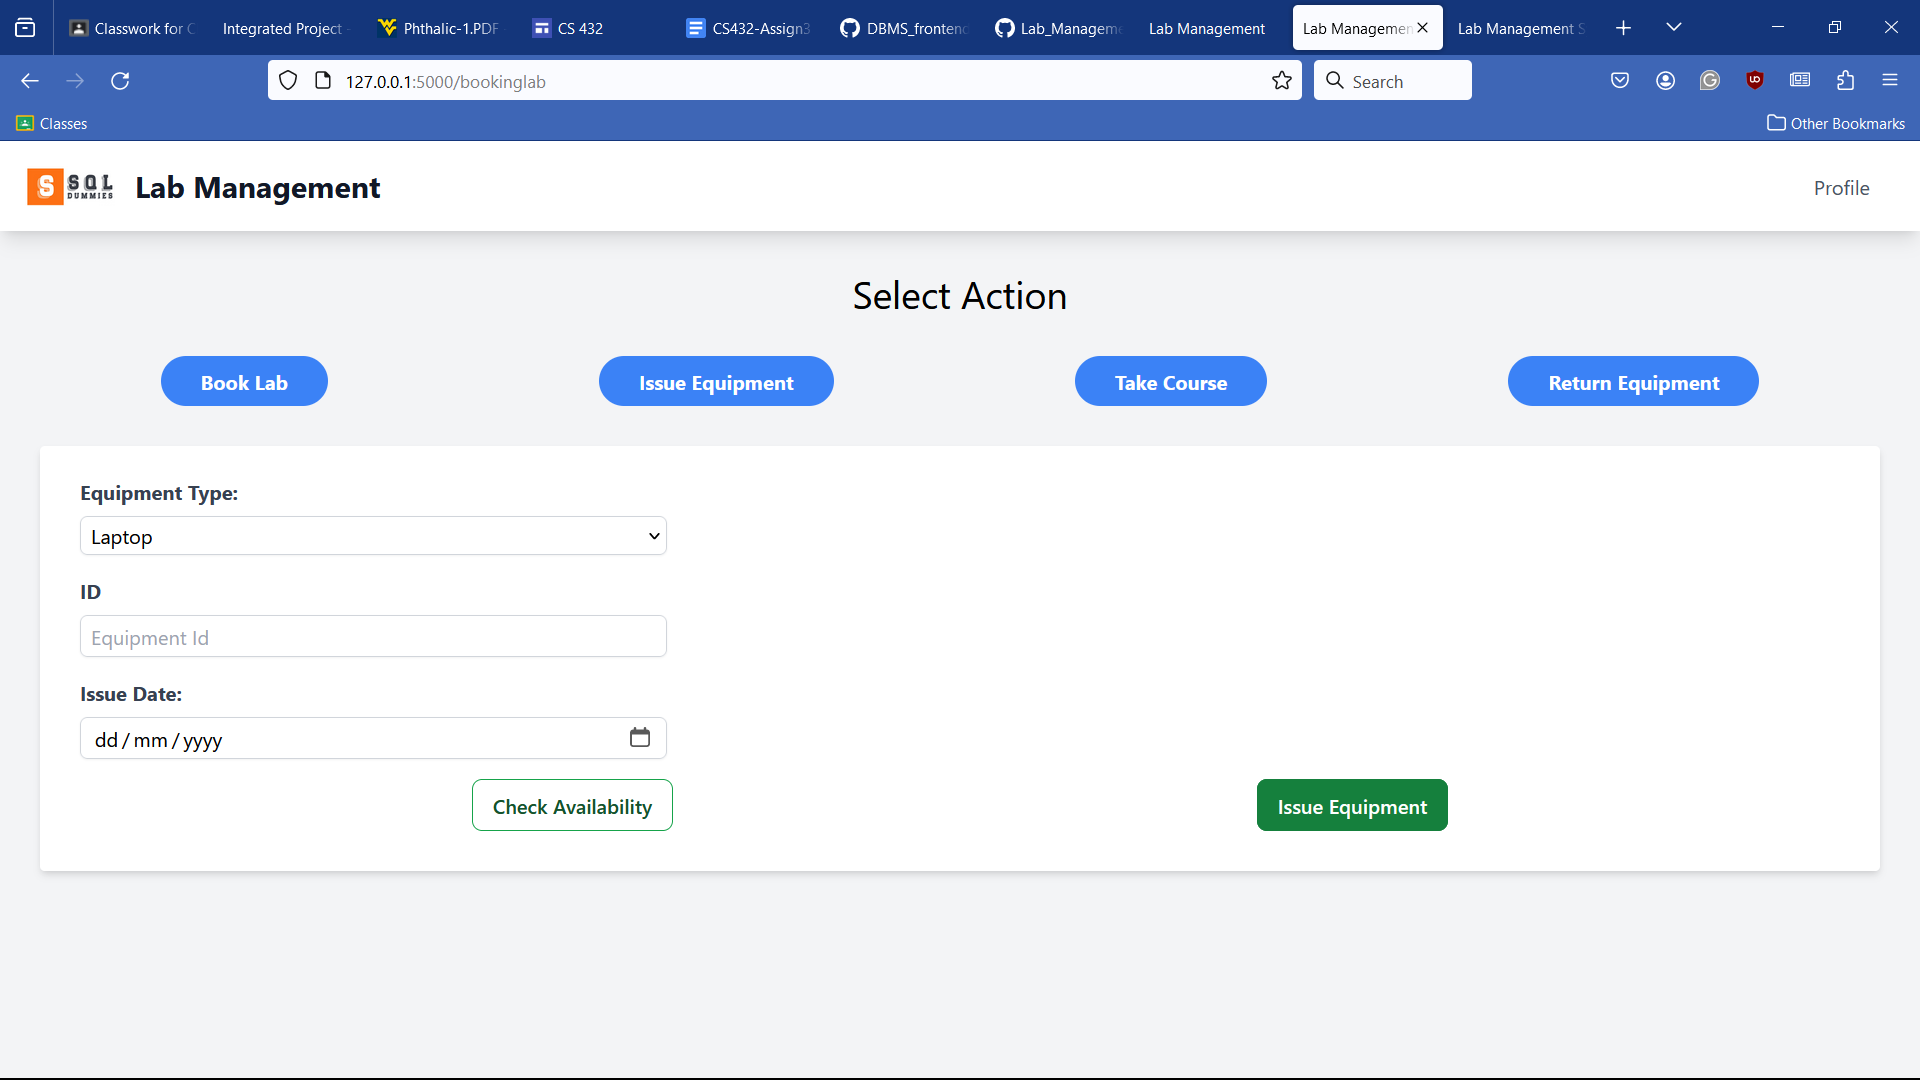 Classwork for C
Integrated Project
Phthalic-1.PDF
CS 432
CS432-Assign3
DBMS_frontend
Lab_Manageme
Lab Management
Lab Management
Lab Management S
127.0.0.1:5000/bookinglab
Search
Classes
Other Bookmarks
S SQL DUMMIES
Lab Management
Profile
Select Action
Book Lab
Issue Equipment
Take Course
Return Equipment
Equipment Type:
Laptop
ID
Equipment Id
Issue Date:
dd/mm/yyyy
Check Availability
Issue Equipment